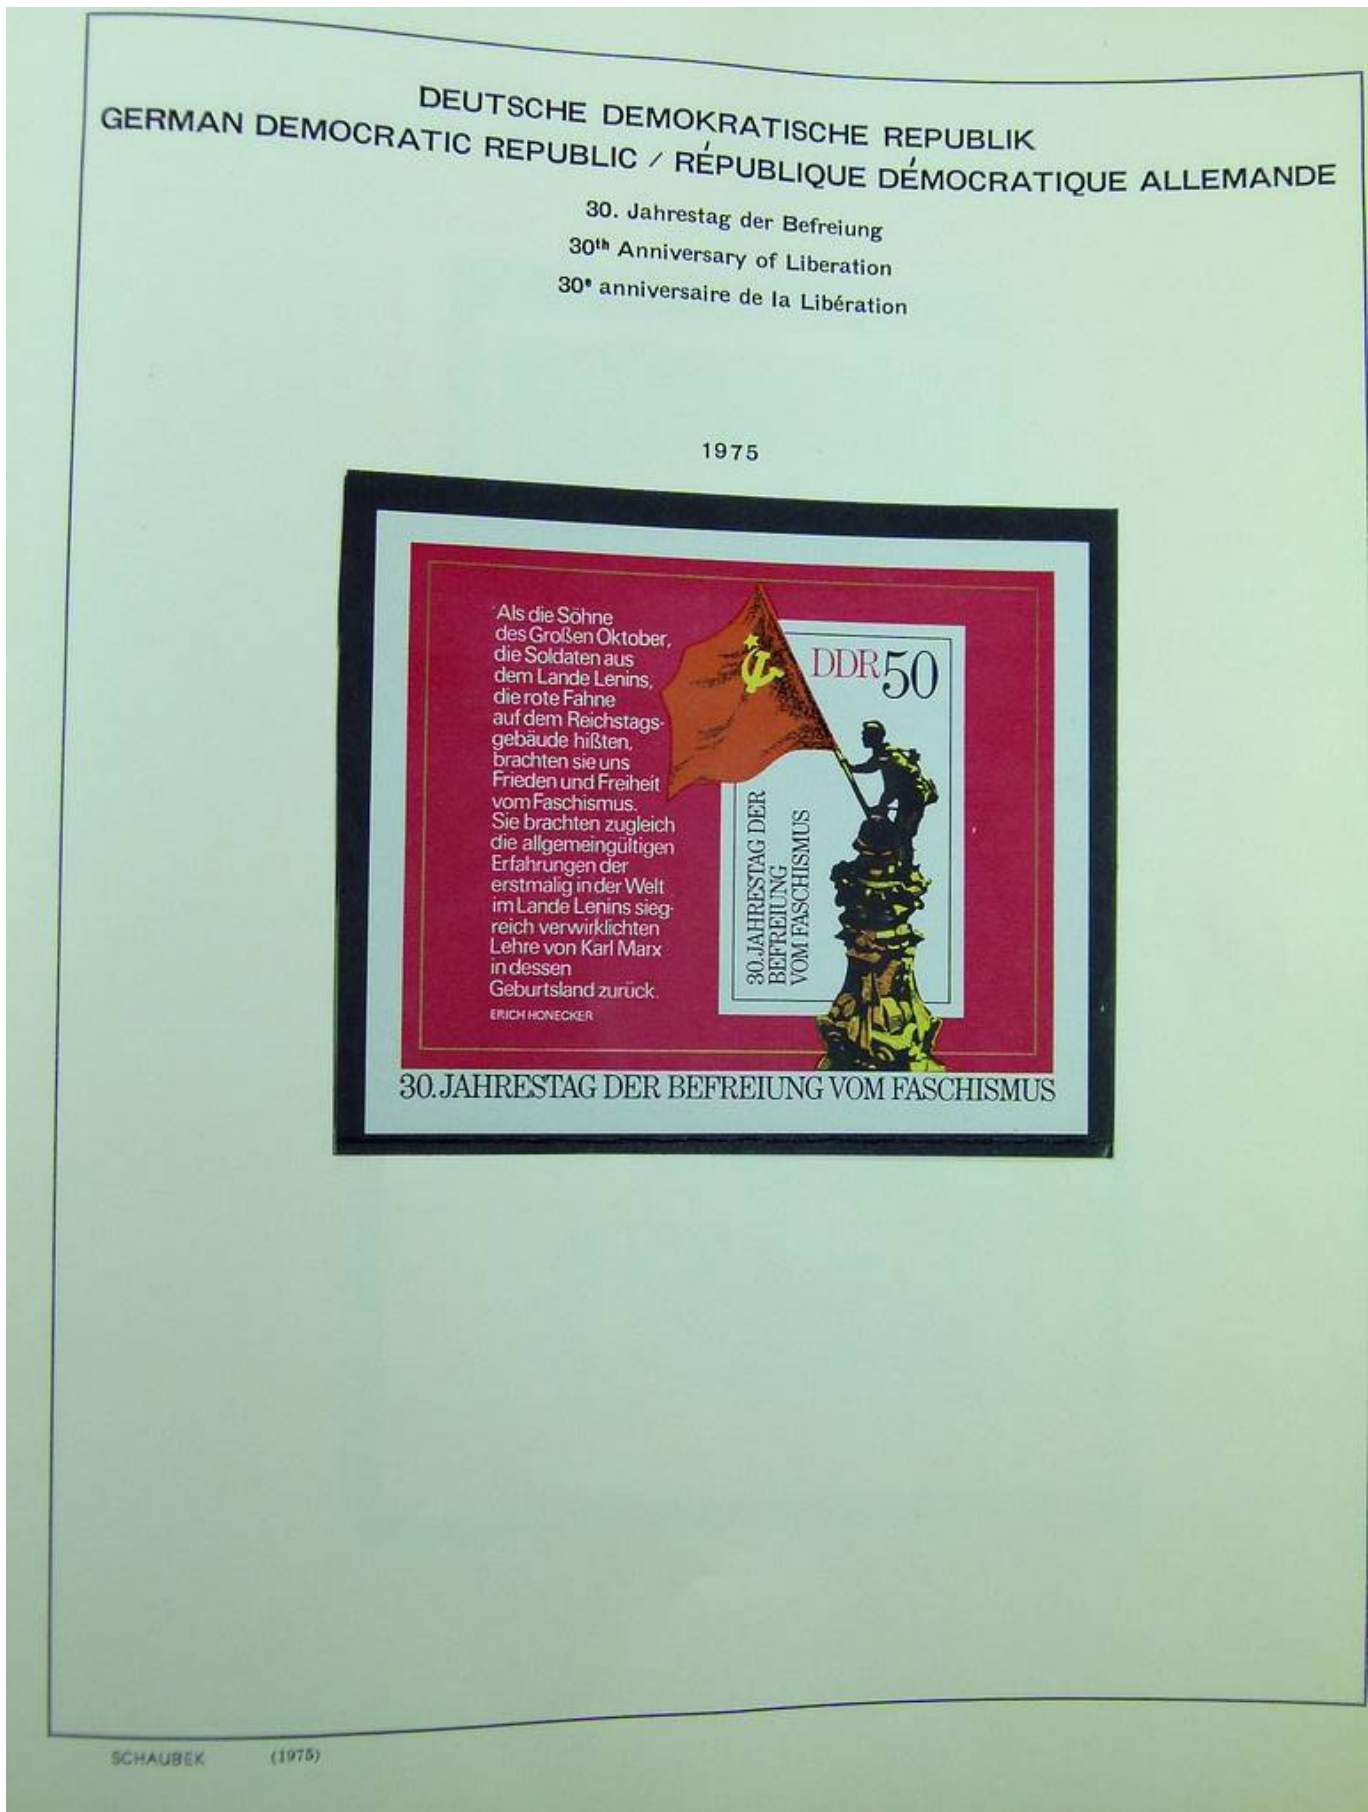 DEUTSCHE DEMOKRATISCHE REPUBLIK
GERMAN DEMOCRATIC REPUBLIC / RÉPUBLIQUE DÉMOCRATIQUE ALLEMANDE
30. Jahrestag der Befreiung
30th Anniversary of Liberation
30e anniversaire de la Libération
1975
Als die Söhne
des Großen Oktober,
die Soldaten aus
dem Lande Lenins,
die rote Fahne
auf dem Reichstags-
gebäude hißten,
brachten sie uns
Frieden und Freiheit
vom Faschismus.
Sie brachten zugleich
die allgemeingültigen
Erfahrungen der
erstmalig in der Welt
im Lande Lenins sieg-
reich verwirklichten
Lehre von Karl Marx
in dessen
Geburtsland zurück.
ERICH HONECKER
DDR 50
30. JAHRESTAG DER
BEFREIUNG
VOM FASCHISMUS
30. JAHRESTAG DER BEFREIUNG VOM FASCHISMUS
SCHAUBEK (1975)